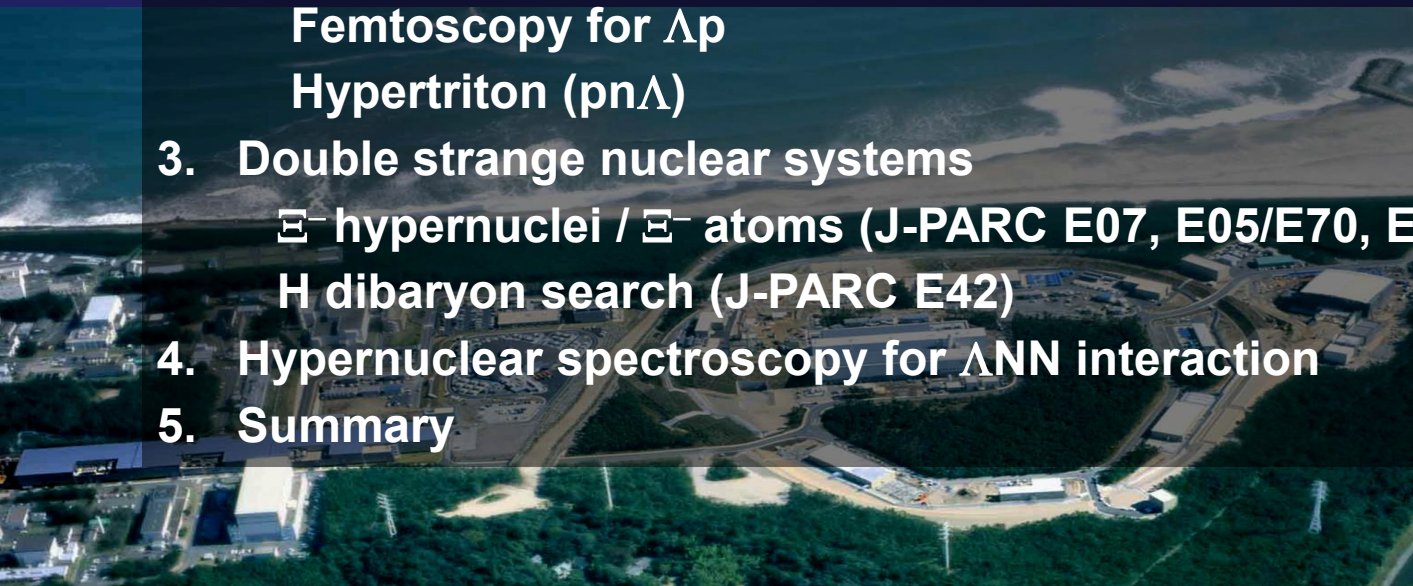 Femtoscopy for Λp
Hypertriton (pnΛ)
3. Double strange nuclear systems
Ξ⁻ hypernuclei / Ξ⁻ atoms (J-PARC E07, E05/E70, E
H dibaryon search (J-PARC E42)
4. Hypernuclear spectroscopy for ΛNN interaction
5. Summary